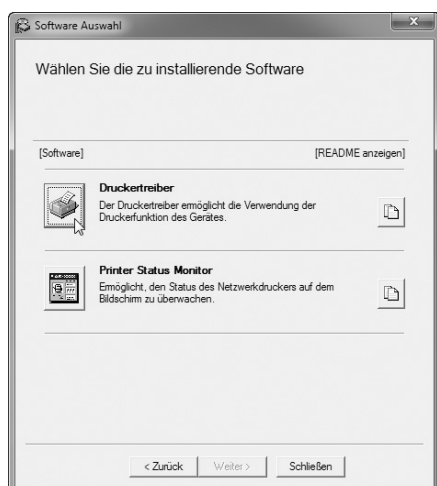 Software Auswahl
Wählen Sie die zu installierende Software
[Software] [README anzeigen]
Druckertreiber
Der Druckertreiber ermöglicht die Verwendung der
Druckerfunktion des Gerätes.
Printer Status Monitor
Ermöglicht, den Status des Netzwerkdruckers auf dem
Bildschirm zu überwachen.
< Zurück Weiter > Schließen